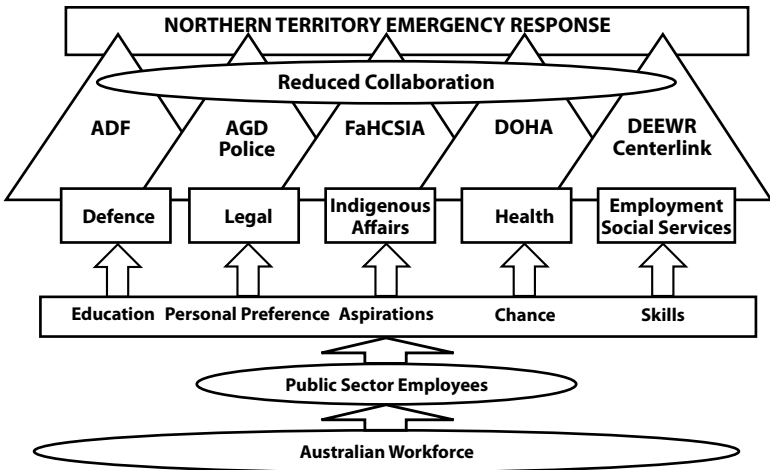 NORTHERN TERRITORY EMERGENCY RESPONSE
Reduced Collaboration
ADF
AGD
Police
FaHCSIA
DOHA
DEEWR
Centerlink
Defence
Legal
Indigenous
Affairs
Health
Employment
Social Services
Education Personal Preference Aspirations Chance Skills
Public Sector Employees
Australian Workforce